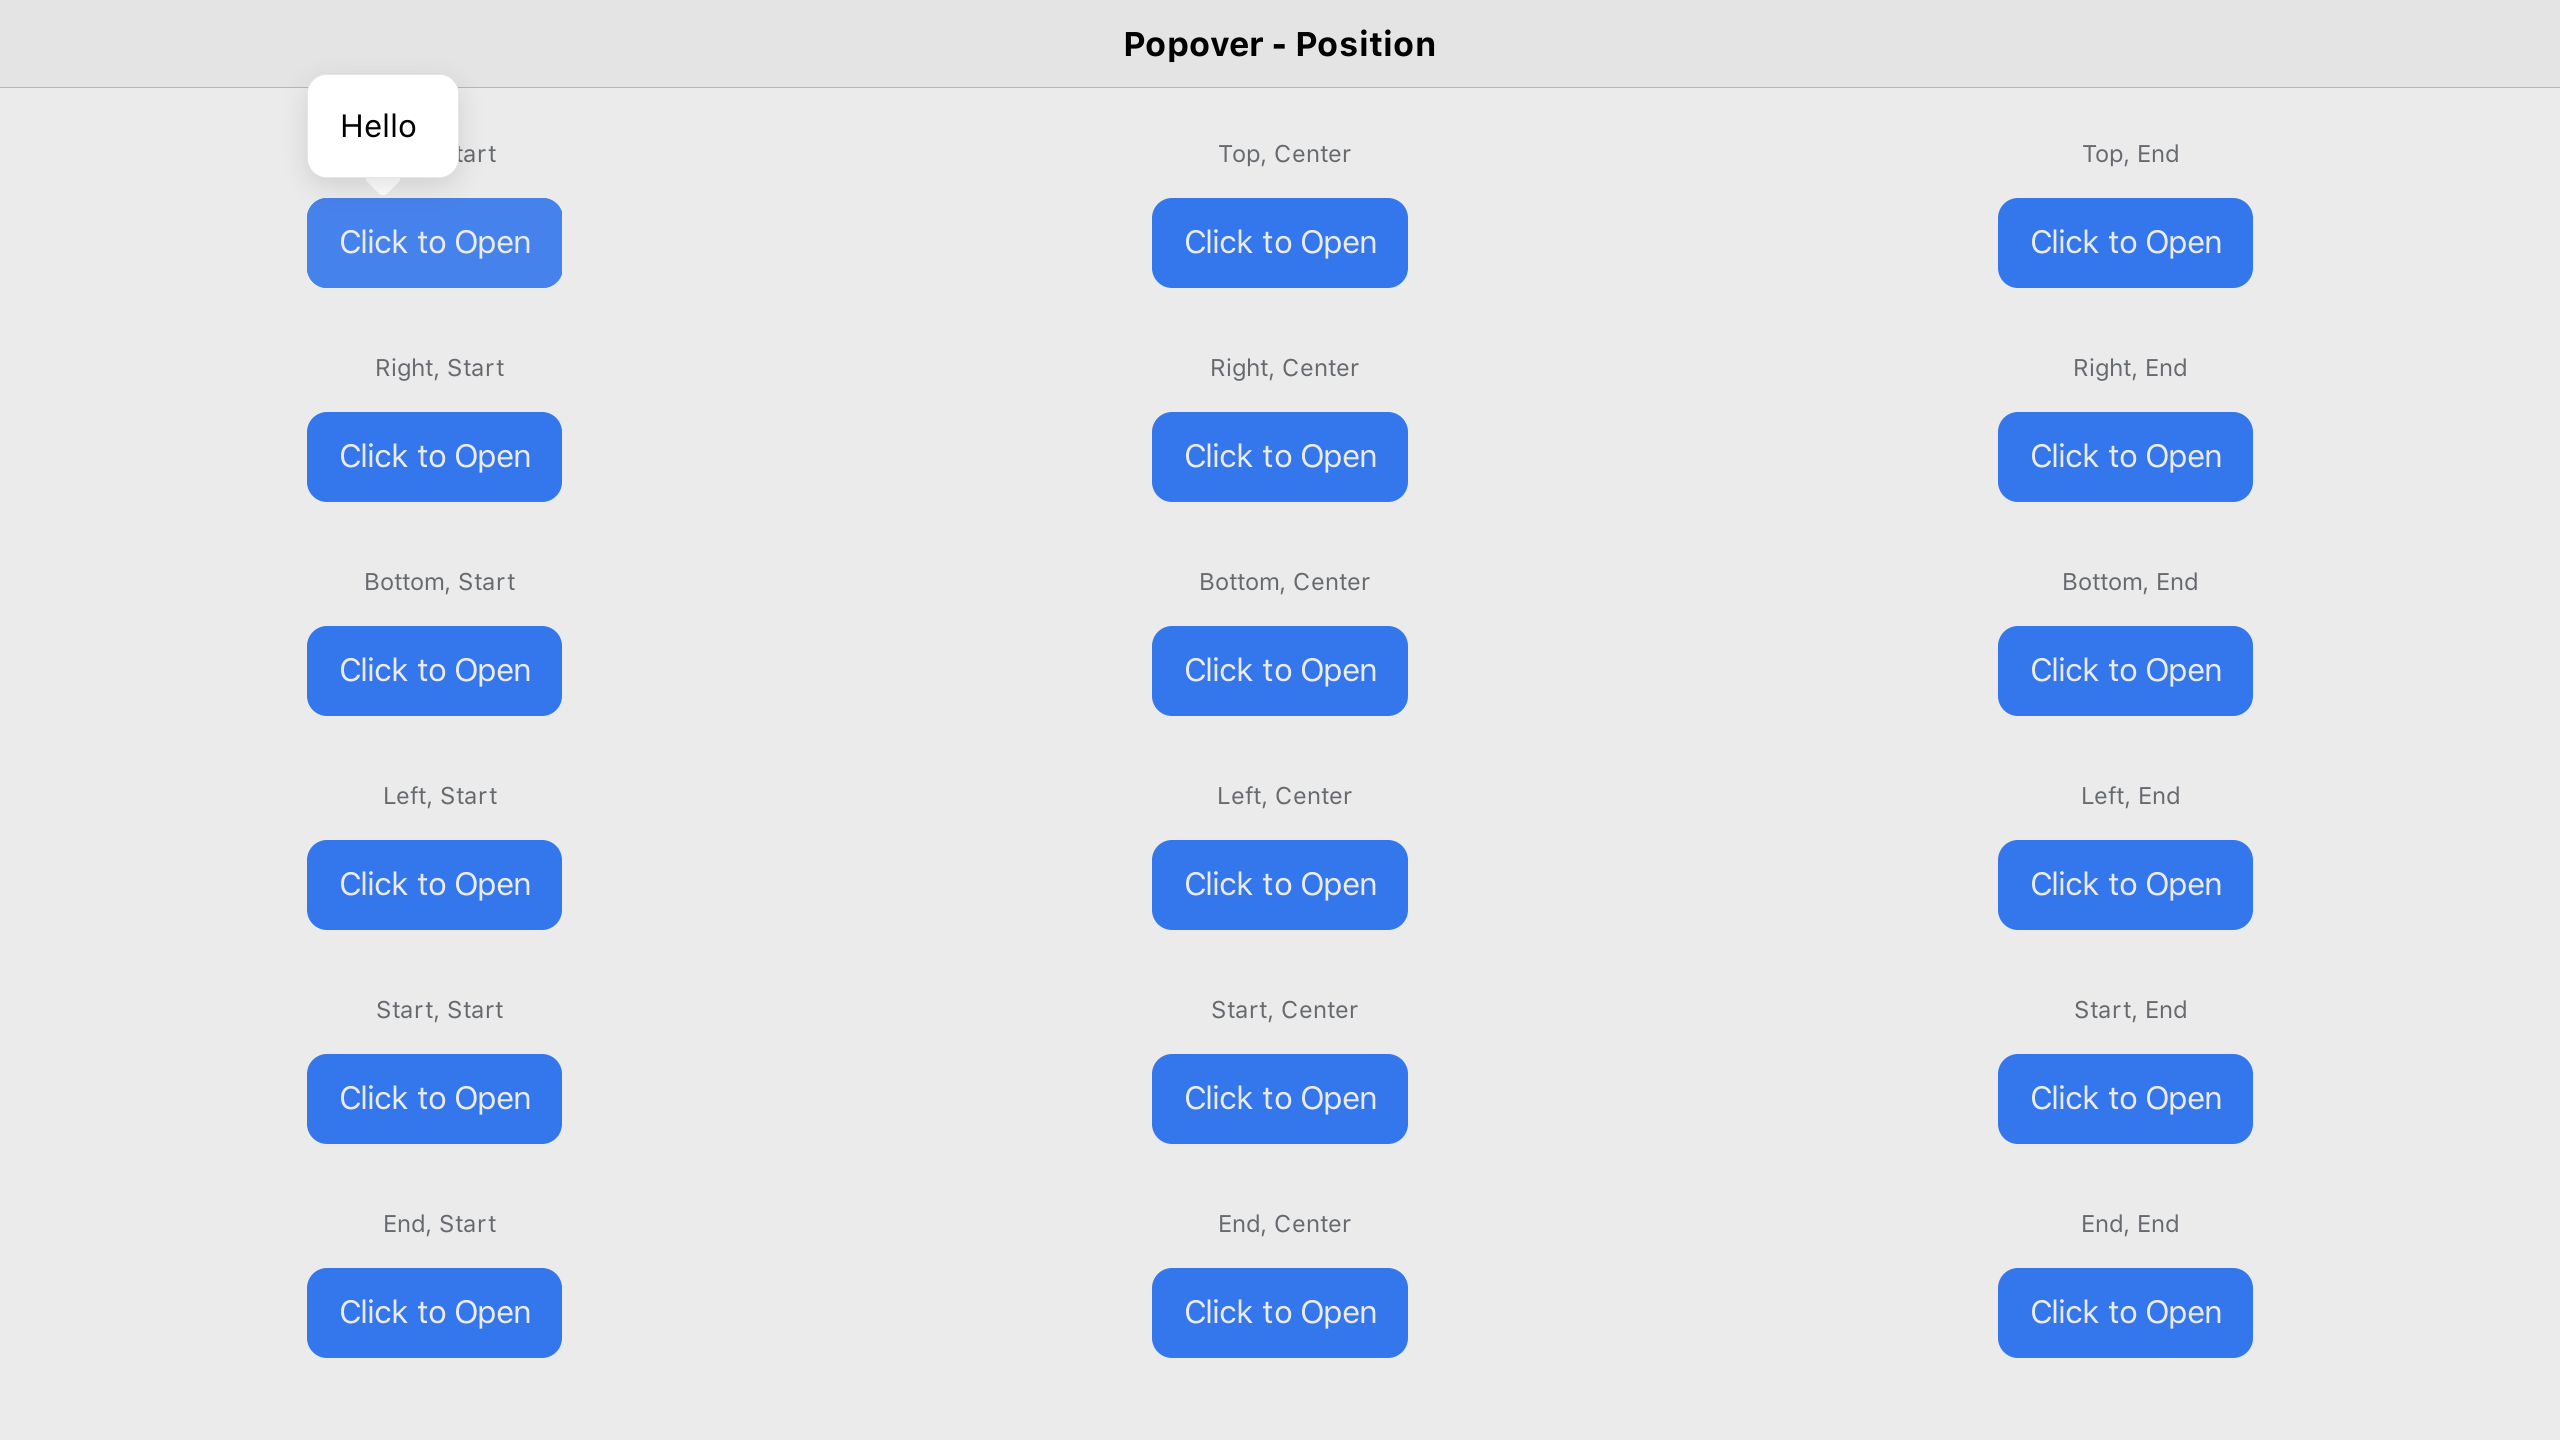 Popover - Position
Hello
Top, Center
Top, End
Click to Open
Click to Open
Click to Open
Right, Start
Right, Center
Right, End
Click to Open
Click to Open
Click to Open
Bottom, Start
Bottom, Center
Bottom, End
Click to Open
Click to Open
Click to Open
Left, Start
Left, Center
Left, End
Click to Open
Click to Open
Click to Open
Start, Start
Start, Center
Start, End
Click to Open
Click to Open
Click to Open
End, Start
End, Center
End, End
Click to Open
Click to Open
Click to Open